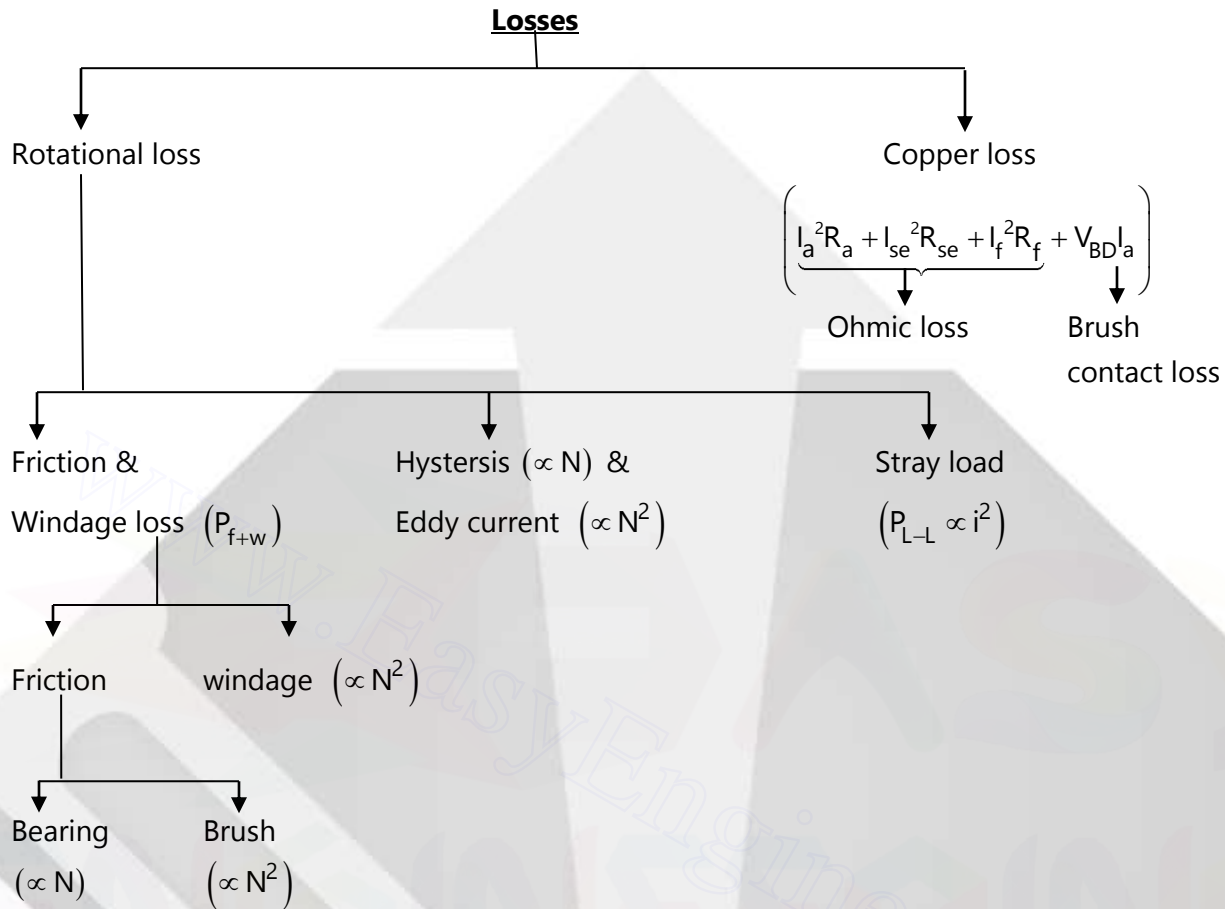 Losses
Rotational loss
Copper loss
(I_a²R_a + I_se²R_se + I_f²R_f + V_BD I_a)
Ohmic loss
Brush
contact loss
Friction &
Windage loss (P_f+w)
Hystersis (∝ N) &
Eddy current (∝ N²)
Stray load
(P_L–L ∝ i²)
Friction
windage (∝ N²)
Bearing
(∝ N)
Brush
(∝ N²)